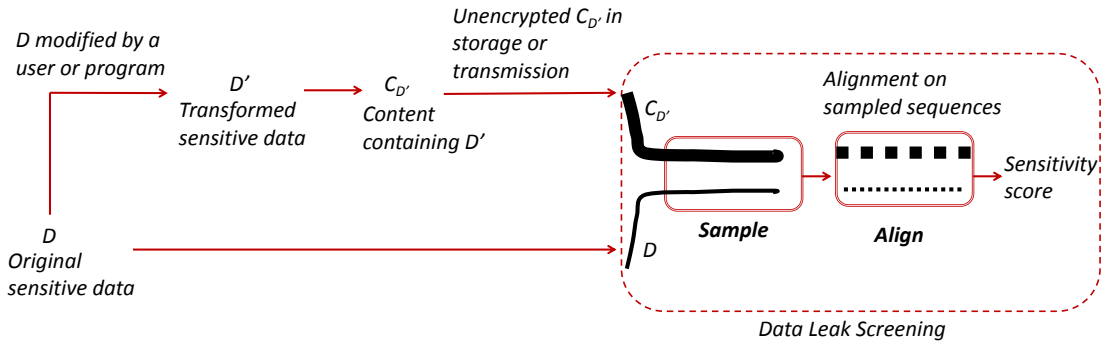 D modified by a
user or program
D'
Transformed
sensitive data
C_D'
Content
containing D'
Unencrypted C_D' in
storage or
transmission
D
Original
sensitive data
C_D'
D
Sample
Alignment on
sampled sequences
Align
Sensitivity
score
Data Leak Screening